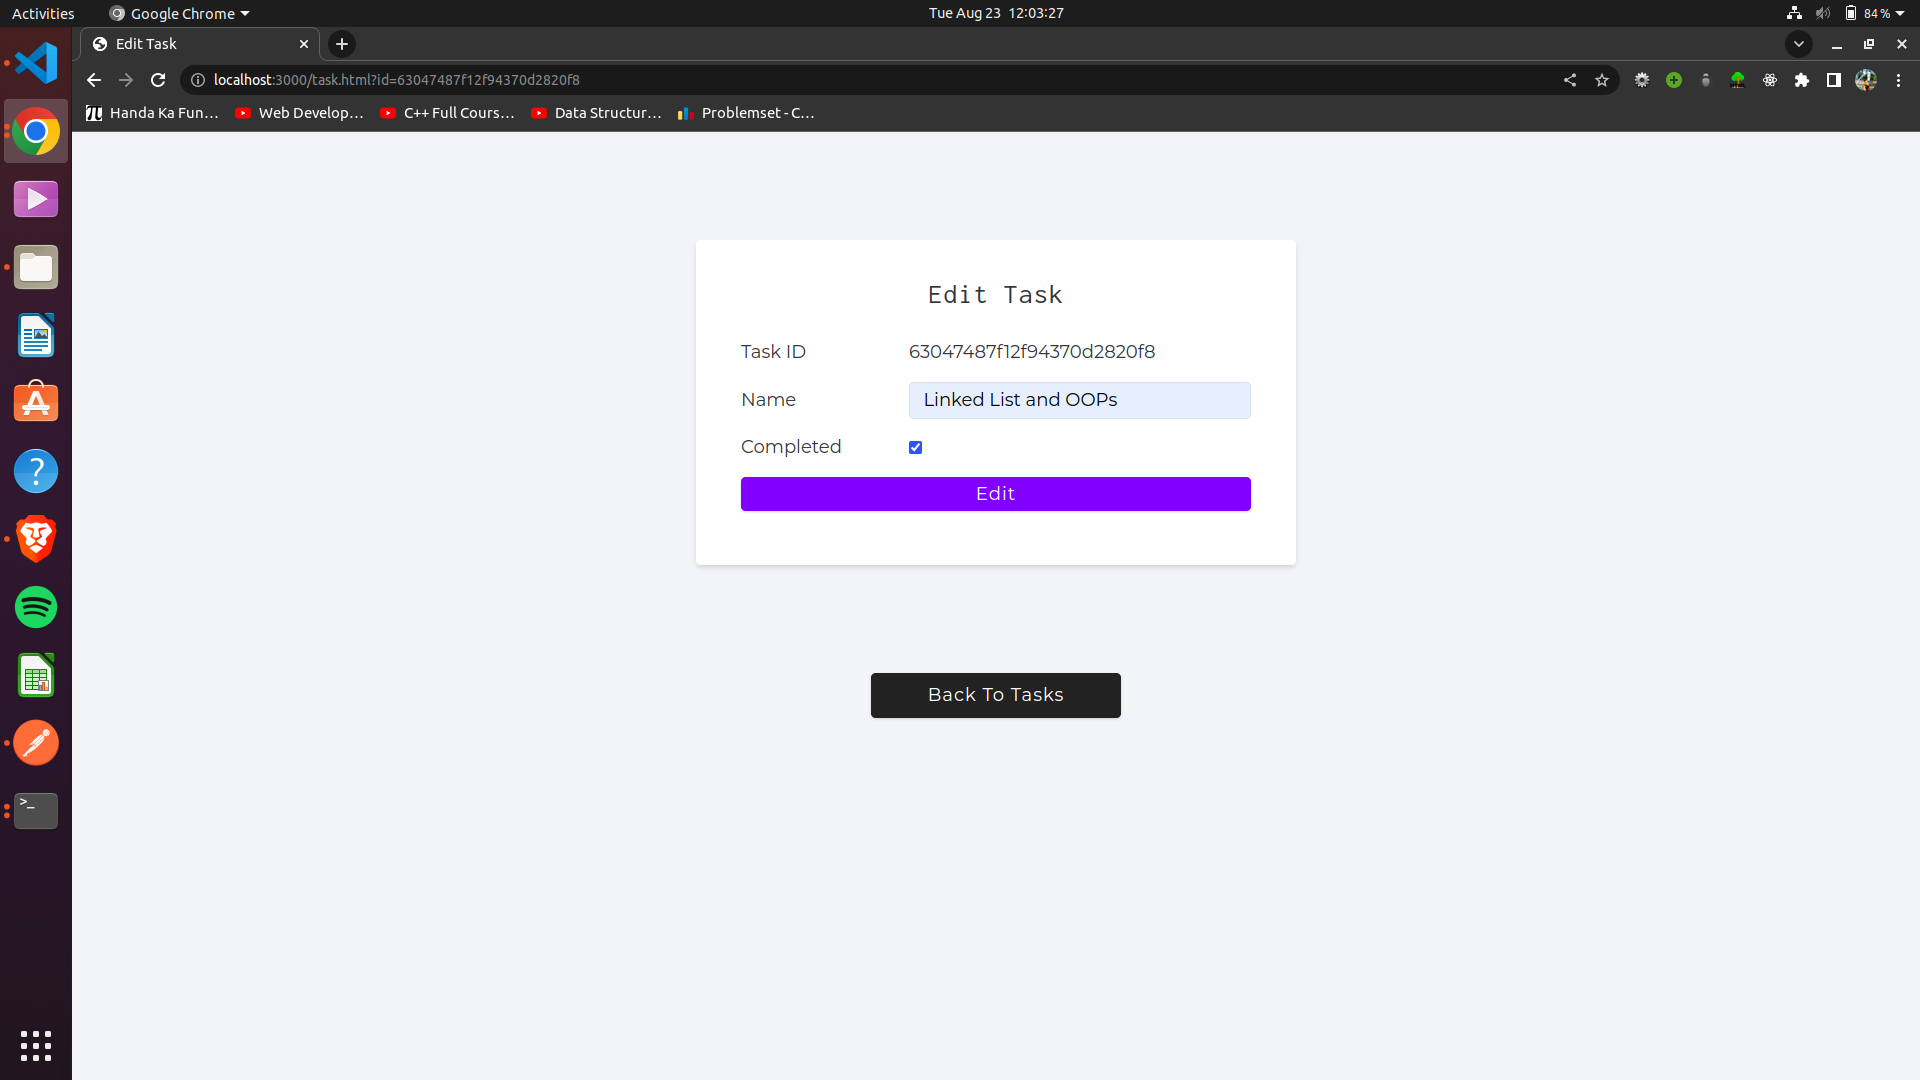 Activities
Google Chrome
Tue Aug 23 12:03:27
84 %
Edit Task
localhost:3000/task.html?id=63047487f12f94370d2820f8
Handa Ka Fun…
Web Develop…
C++ Full Cours…
Data Structur…
Problemset - C…
Edit Task
Task ID 63047487f12f94370d2820f8
Name Linked List and OOPs
Completed
Edit
Back To Tasks